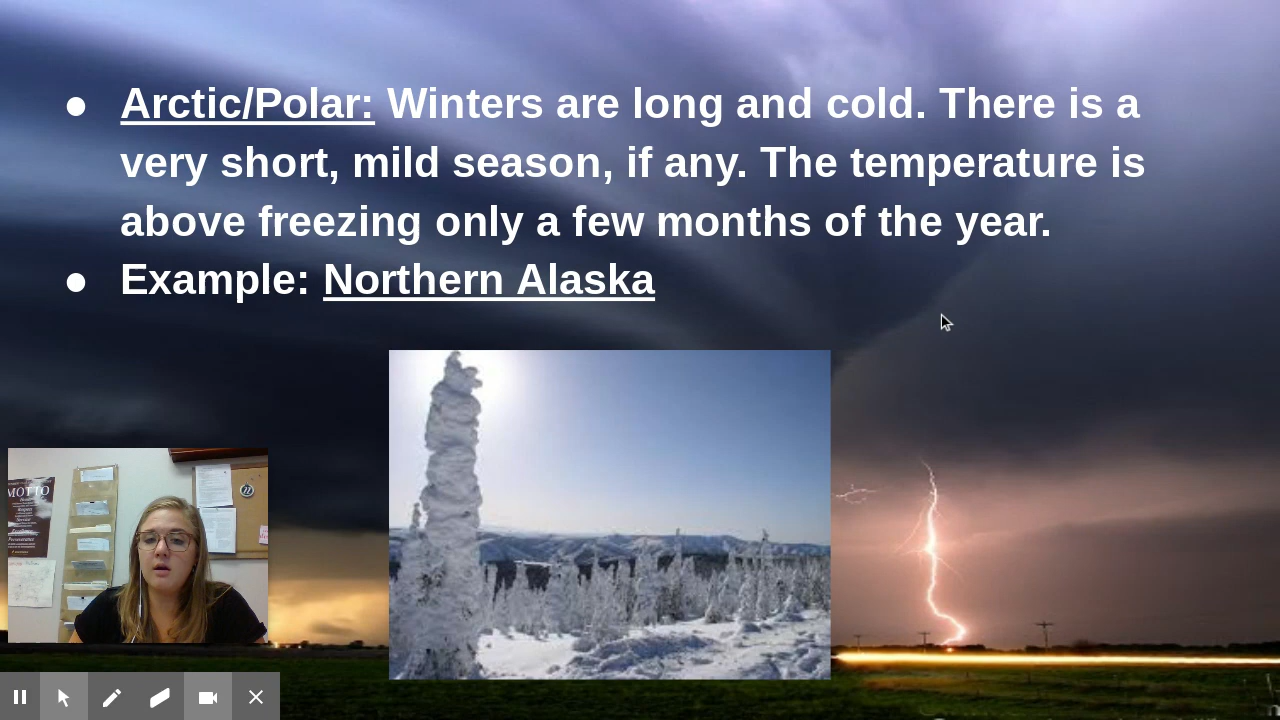 ● Arctic/Polar: Winters are long and cold. There is a
very short, mild season, if any. The temperature is
above freezing only a few months of the year.
● Example: Northern Alaska
MOTTO